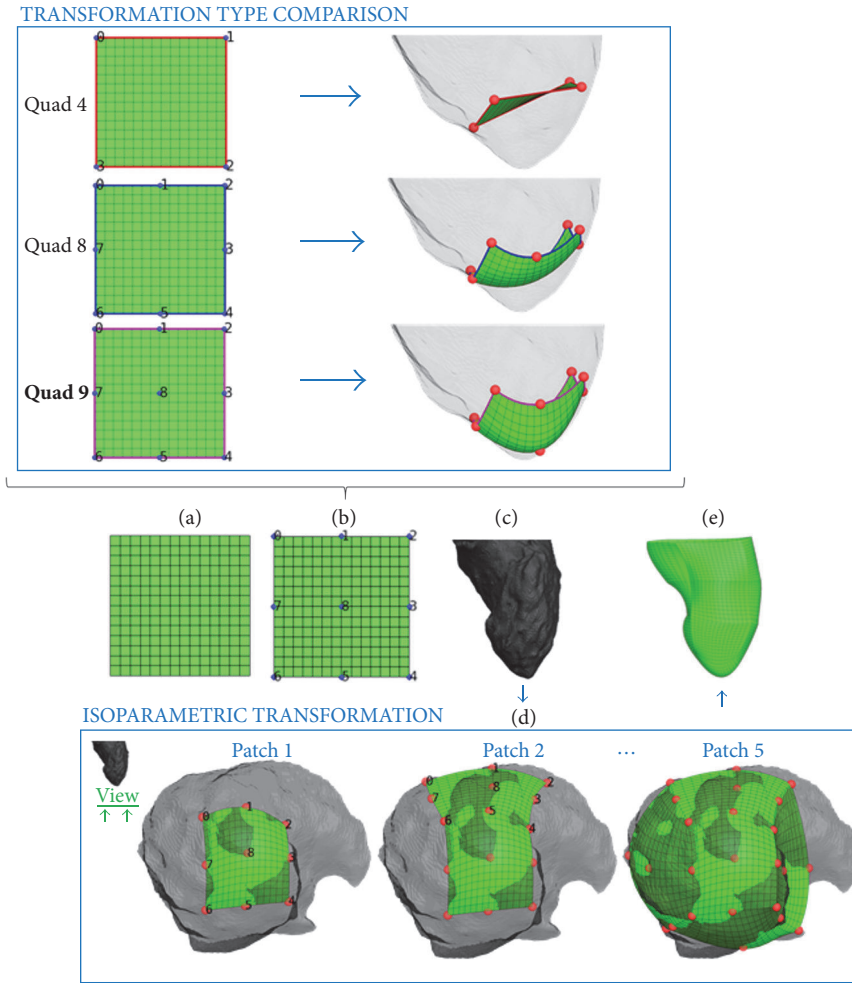 TRANSFORMATION TYPE COMPARISON
0 1
Quad 4
3 2
0 1 2
Quad 8
7 3
6 5 4
0 1 2
Quad 9
7 8 3
6 5 4
(a) (b) (c) (e)
0 1 2
7 8 3
6 5 4
ISOPARAMETRIC TRANSFORMATION (d)
Patch 1 Patch 2 ... Patch 5
View
0 1 2
7 8 3
6 5 4
0 1 2
7 8 3
6 5 4